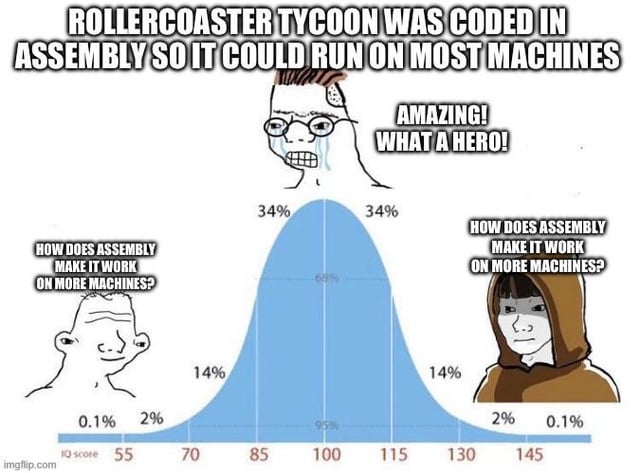 ROLLERCOASTER TYCOON WAS CODED IN
ASSEMBLY SO IT COULD RUN ON MOST MACHINES
AMAZING!
WHAT A HERO!
34%
34%
HOW DOES ASSEMBLY
MAKE IT WORK
ON MORE MACHINES?
HOW DOES ASSEMBLY
MAKE IT WORK
ON MORE MACHINES?
68%
14%
14%
0.1% 2%
95%
2% 0.1%
IQ score 55 70 85 100 115 130 145
imgflip.com